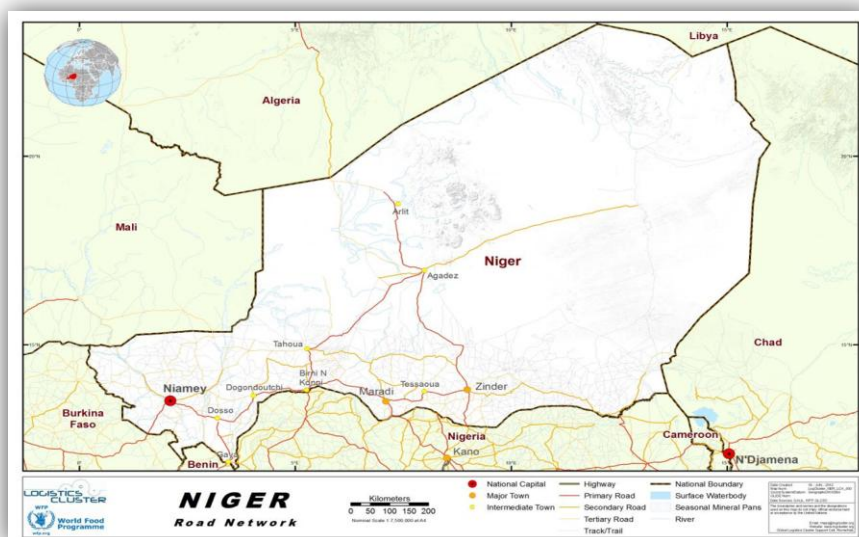 Libya
Algeria
Mali
Niger
Chad
Arlit
Agadez
Tahoua
Birni N
Konni
Dogondoutchi
Niamey
Dosso
Gaya
Maradi
Tessaoua
Zinder
Burkina
Faso
Benin
Nigeria
Kano
Cameroon
N'Djamena
LOGISTICS
CLUSTER
WFP
World Food
Programme
wfp.org
NIGER
Road Network
Kilometers
0 50 100 150 200
National Capital
Major Town
Intermediate Town
Highway
Primary Road
Secondary Road
Tertiary Road
Track/Trail
National Boundary
Surface Waterbody
Seasonal Mineral Pans
River